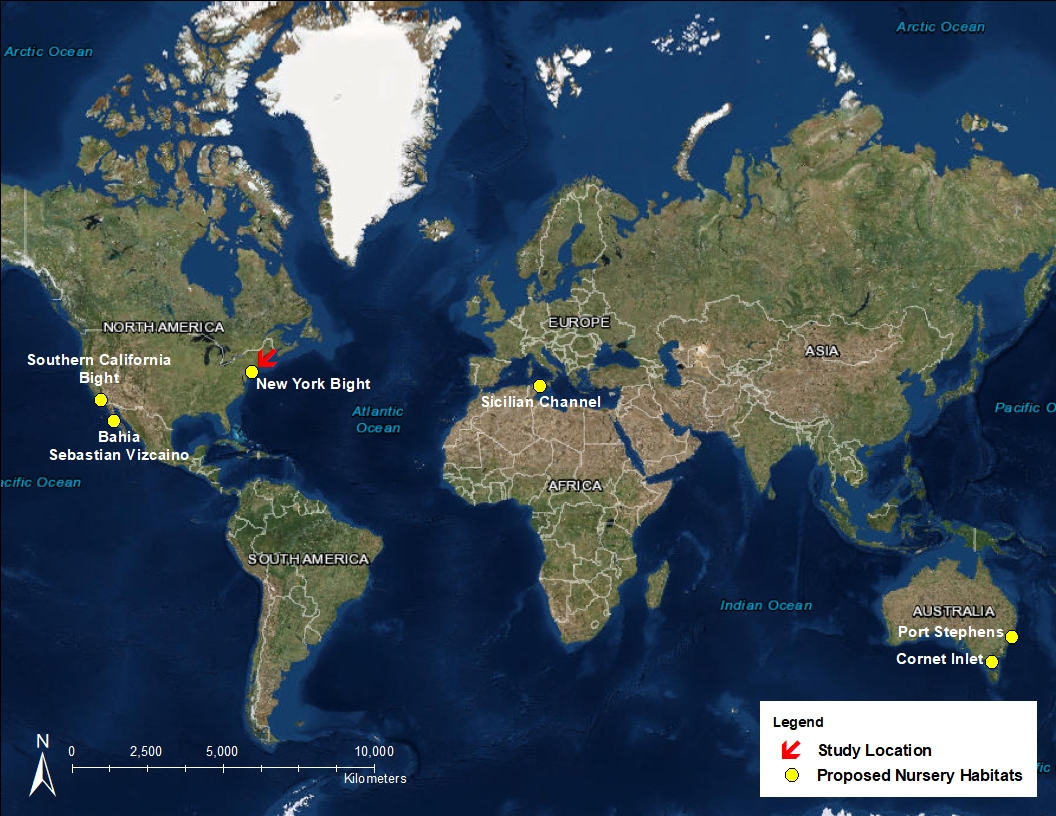 Arctic Ocean
Arctic Ocean
NORTH AMERICA
EUROPE
ASIA
Southern California
Bight
New York Bight
Sicilian Channel
Atlantic
Ocean
Pacific O
Bahia
Sebastian Vizcaino
acific Ocean
AFRICA
SOUTH AMERICA
Indian Ocean
AUSTRALIA
Port Stephens
Cornet Inlet
Legend
Study Location
Proposed Nursery Habitats
N
0 2,500 5,000 10,000
Kilometers
fic